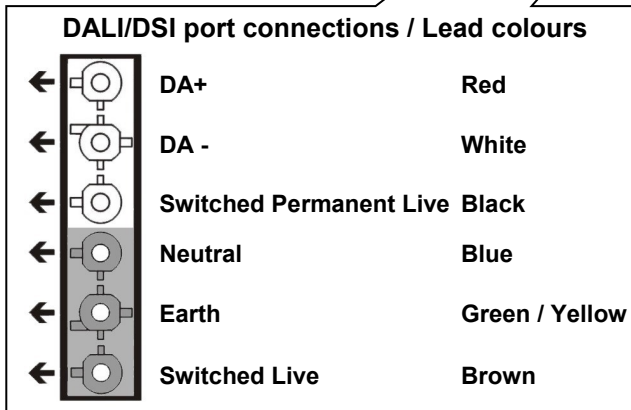 DALI/DSI port connections / Lead colours
DA+ Red
DA - White
Switched Permanent Live Black
Neutral Blue
Earth Green / Yellow
Switched Live Brown